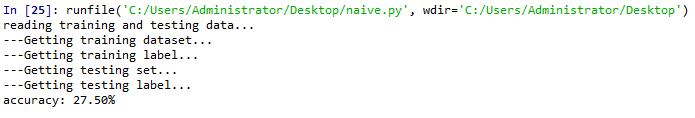 In [25]: runfile('C:/Users/Administrator/Desktop/naive.py', wdir='C:/Users/Administrator/Desktop')
reading training and testing data...
---Getting training dataset...
---Getting training label...
---Getting testing set...
---Getting testing label...
accuracy: 27.50%